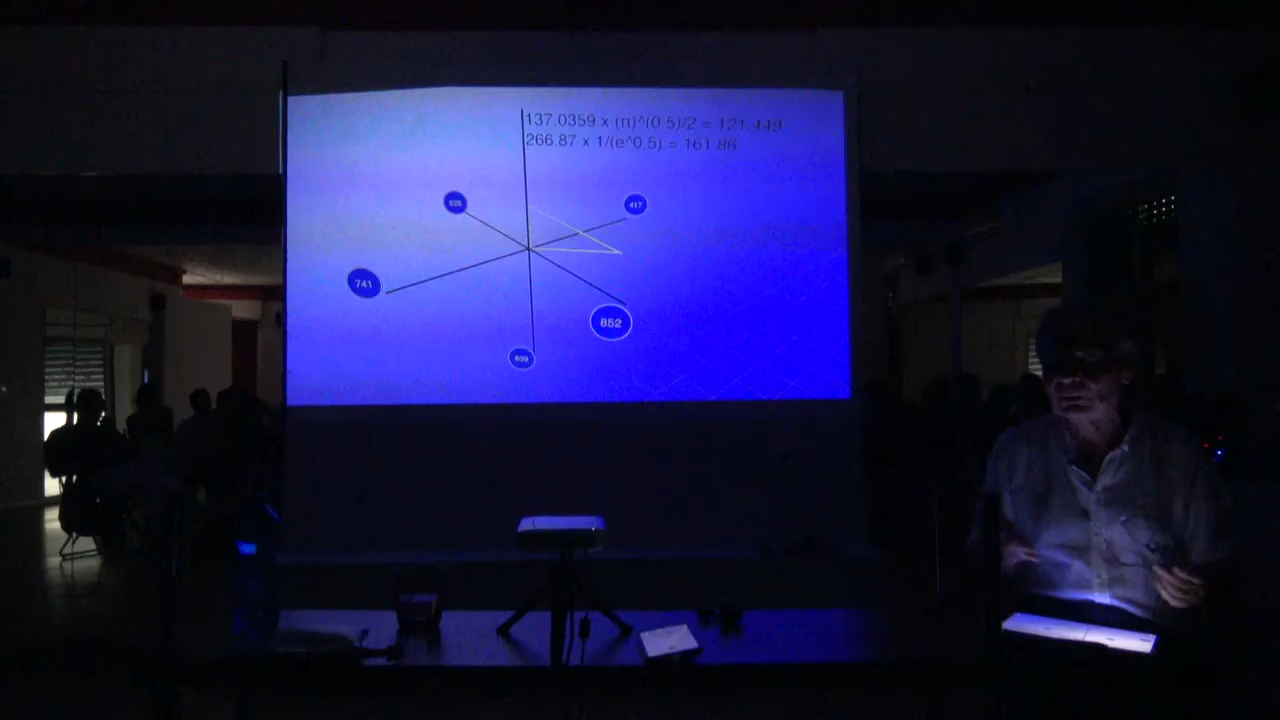 137.0359 x (π)^(0.5)/2 = 121.449
266.87 x 1/(e^0.5) = 161.86
528
417
741
852
639